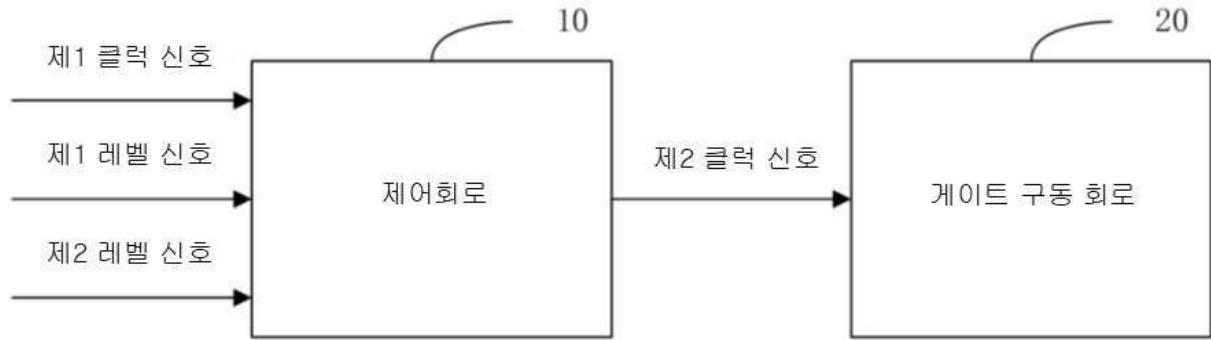 10
20
제1 클럭 신호
제1 레벨 신호
제2 레벨 신호
제어회로
제2 클럭 신호
게이트 구동 회로